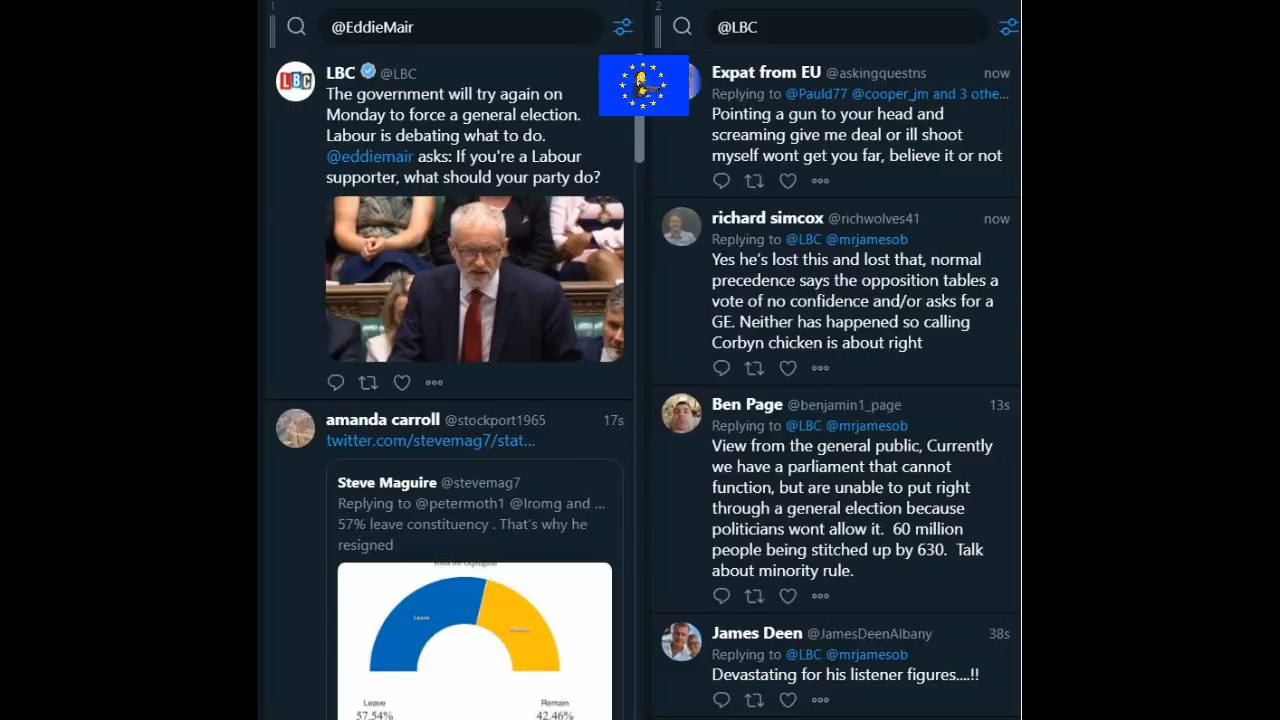 1
@EddieMair
LBC @LBC
The government will try again on
Monday to force a general election.
Labour is debating what to do.
@eddiemair asks: If you're a Labour
supporter, what should your party do?
amanda carroll @stockport1965 17s
twitter.com/stevemag7/stat...
Steve Maguire @stevemag7
Replying to @petermoth1 @Iromg and ...
57% leave constituency . That's why he
resigned
Leave
Leave
57.54%
Remain
42.46%
2
@LBC
Expat from EU @askingquestns now
Replying to @Pauld77 @cooper_jm and 3 othe...
Pointing a gun to your head and
screaming give me deal or ill shoot
myself wont get you far, believe it or not
richard simcox @richwolves41 now
Replying to @LBC @mrjamesob
Yes he's lost this and lost that, normal
precedence says the opposition tables a
vote of no confidence and/or asks for a
GE. Neither has happened so calling
Corbyn chicken is about right
Ben Page @benjamin1_page 13s
Replying to @LBC @mrjamesob
View from the general public, Currently
we have a parliament that cannot
function, but are unable to put right
through a general election because
politicians wont allow it. 60 million
people being stitched up by 630. Talk
about minority rule.
James Deen @JamesDeenAlbany 38s
Replying to @LBC @mrjamesob
Devastating for his listener figures....!!